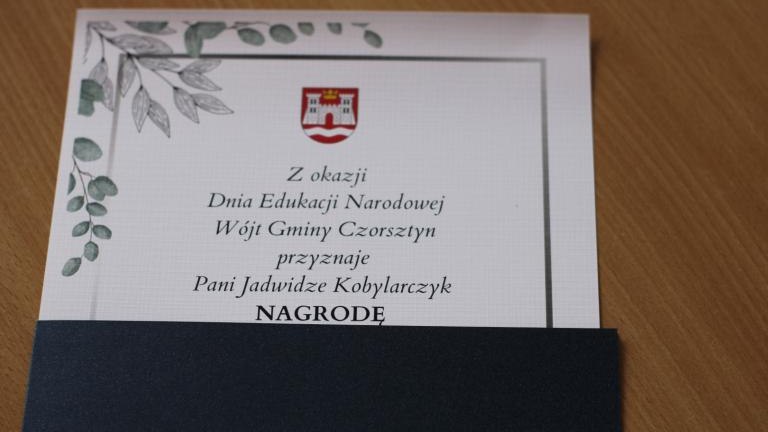 Z okazji
Dnia Edukacji Narodowej
Wójt Gminy Czorsztyn
przyznaje
Pani Jadwidze Kobylarczyk
NAGRODĘ